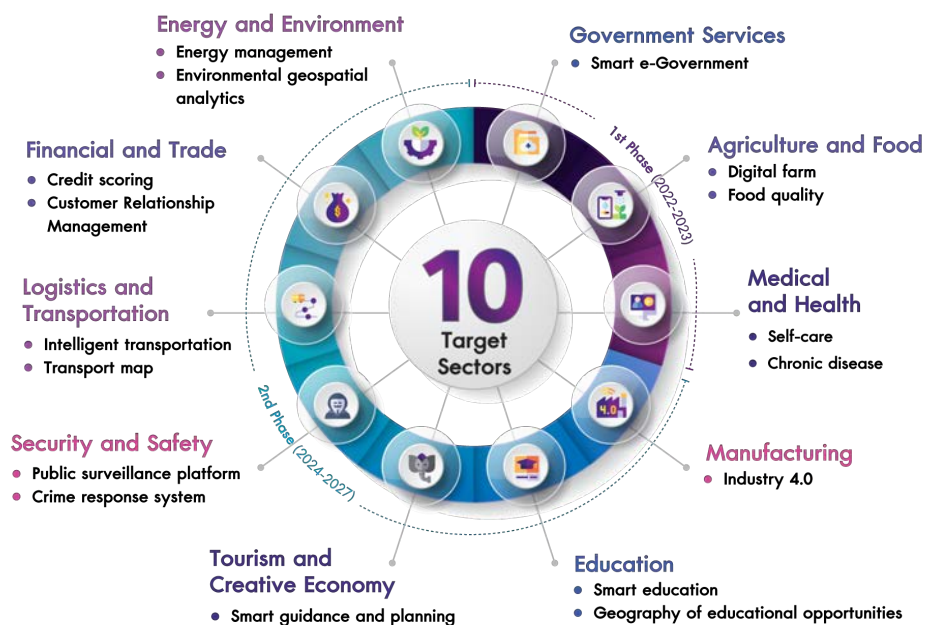 Energy and Environment
Energy management
Environmental geospatial
analytics
Government Services
Smart e-Government
Financial and Trade
Credit scoring
Customer Relationship
Management
1st Phase (2022-2023)
Agriculture and Food
Digital farm
Food quality
Logistics and
Transportation
Intelligent transportation
Transport map
10
Target
Sectors
Medical
and Health
Self-care
Chronic disease
4.0
Security and Safety
Public surveillance platform
Crime response system
2nd Phase (2024-2027)
Manufacturing
Industry 4.0
Tourism and
Creative Economy
Smart guidance and planning
Education
Smart education
Geography of educational opportunities